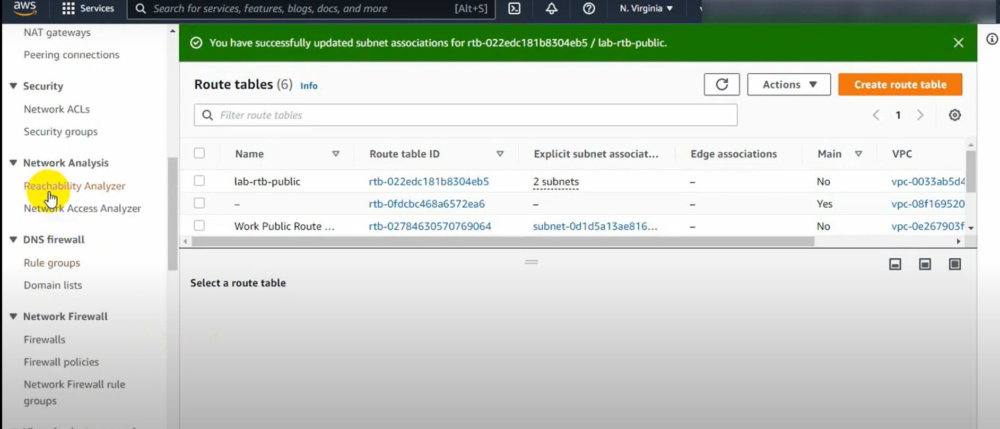 aws
Services
Search for services, features, blogs, docs, and more
[Alt+S]
N. Virginia
NAT gateways
Peering connections
Security
Network ACLs
Security groups
Network Analysis
Reachability Analyzer
Network Access Analyzer
DNS firewall
Rule groups
Domain lists
Network Firewall
Firewalls
Firewall policies
Network Firewall rule
groups
You have successfully updated subnet associations for rtb-022edc181b8304eb5 / lab-rtb-public.
Route tables (6) Info
Actions
Create route table
Filter route tables
1
Name Route table ID Explicit subnet associat... Edge associations Main VPC
lab-rtb-public rtb-022edc181b8304eb5 2 subnets – No vpc-0033ab5d4
– rtb-0fdcbc468a6572ea6 – – Yes vpc-08f169520
Work Public Route ... rtb-02784630570769064 subnet-0d1d5a13ae816... – No vpc-0e267903f
Select a route table